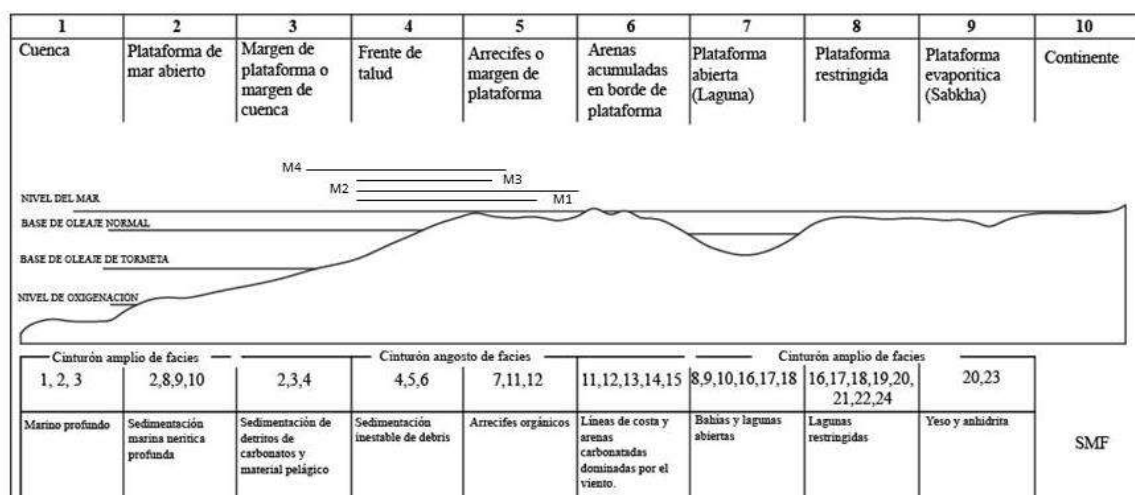 1 2 3 4 5 6 7 8 9 10
Cuenca
Plataforma de
mar abierto
Margen de
plataforma o
margen de
cuenca
Frente de
talud
Arrecifes o
margen de
plataforma
Arenas
acumuladas
en borde de
plataforma
Plataforma
abierta
(Laguna)
Plataforma
restringida
Plataforma
evaporitica
(Sabkha)
Continente
M4
M3
M2
M1
NIVEL DEL MAR
BASE DE OLEAJE NORMAL
BASE DE OLEAJE DE TORMETA
NIVEL DE OXIGENACION
Cinturón amplio de facies
Cinturón angosto de facies
Cinturón amplio de facies
1, 2, 3
2,8,9,10
2,3,4
4,5,6
7,11,12
11,12,13,14,15
8,9,10,16,17,18
16,17,18,19,20,
21,22,24
20,23
Marino profundo
Sedimentación
marina neritica
profunda
Sedimentación de
detritos de
carbonatos y
material pelágico
Sedimentación
inestable de debris
Arrecifes orgánicos
Líneas de costa y
arenas
carbonatadas
dominadas por el
viento.
Bahías y lagunas
abiertas
Lagunas
restringidas
Yeso y anhidrita
SMF